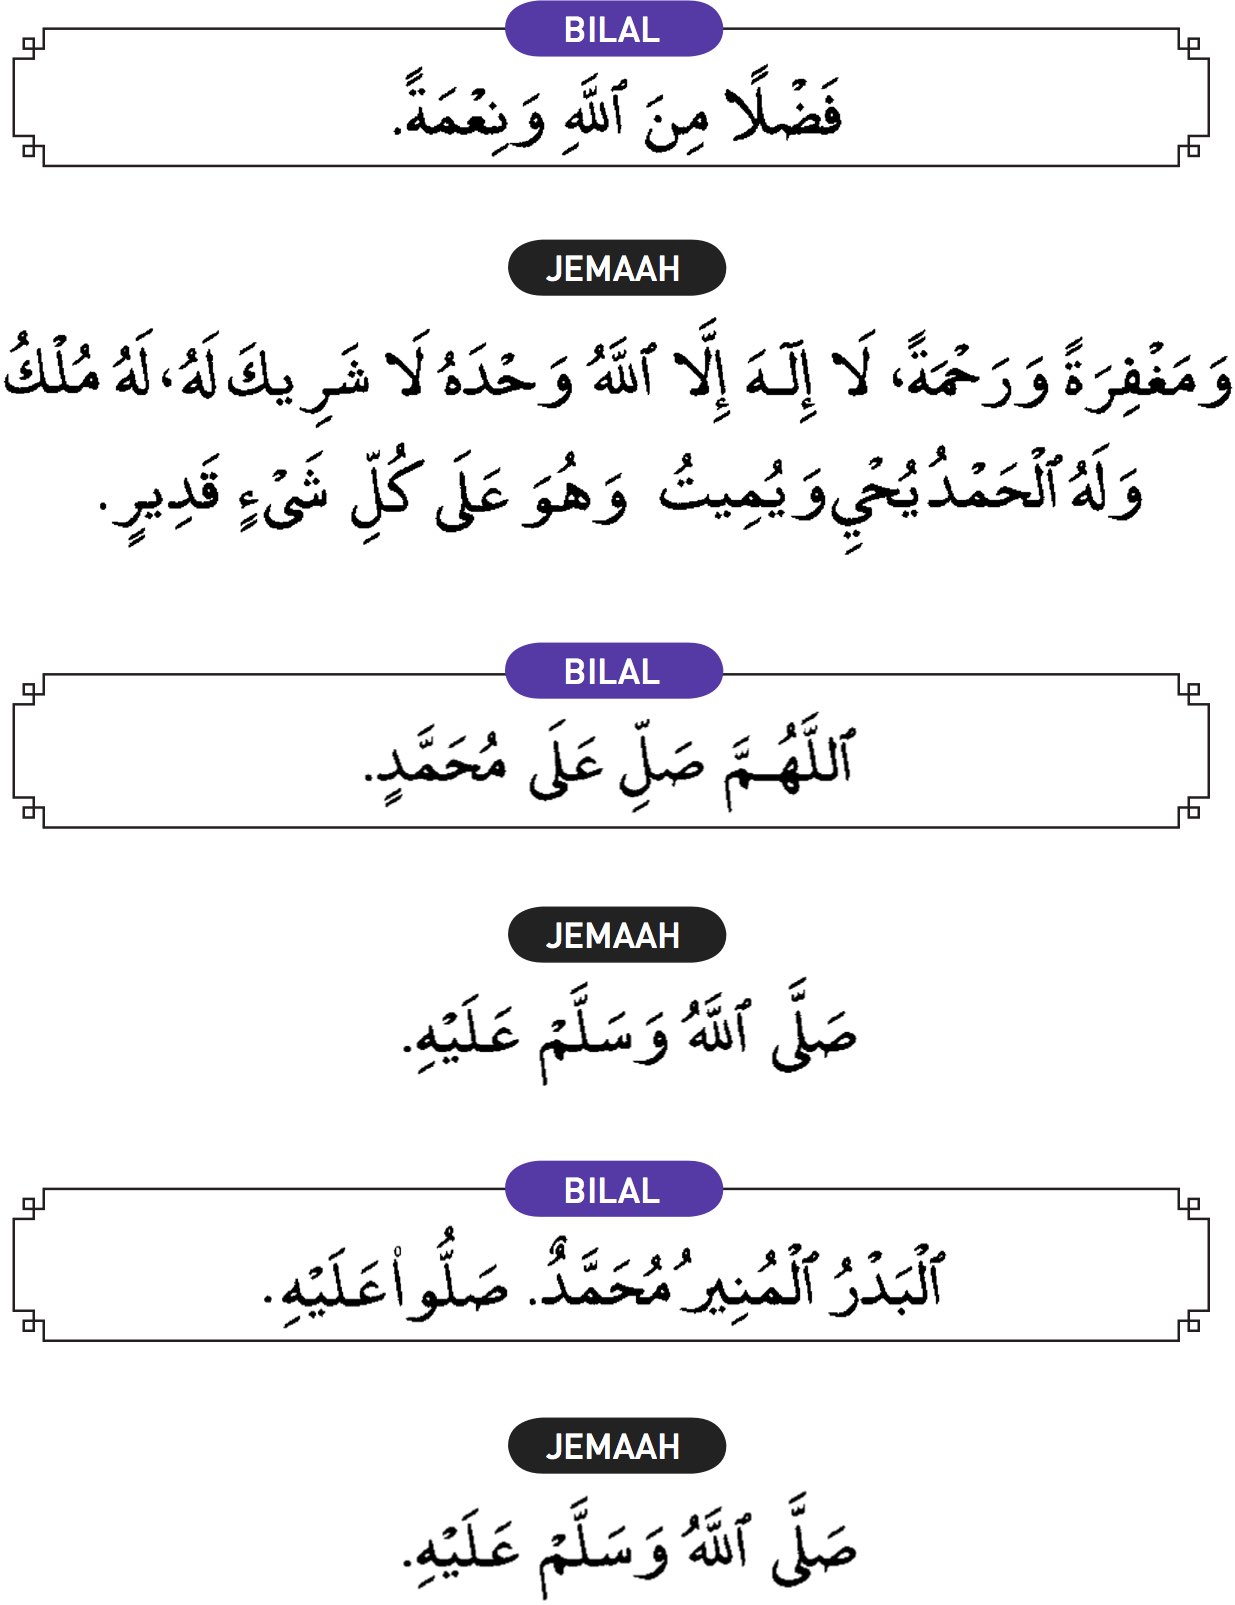 BILAL
فَضْلًا مِنَ ٱللَّهِ وَنِعْمَةً.
JEMAAH
وَمَغْفِرَةً وَرَحْمَةً، لَا إِلَـٰهَ إِلَّا ٱللَّهُ وَحْدَهُ لَا شَرِيكَ لَهُ، لَهُ مُلْكُ
وَلَهُ ٱلْحَمْدُ يُحْيِي وَيُمِيتُ وَهُوَ عَلَى كُلِّ شَىْءٍ قَدِيرٍ.
BILAL
ٱللَّهُـمَّ صَلِّ عَلَى مُحَمَّدٍ.
JEMAAH
صَلَّى ٱللَّهُ وَسَلَّمْ عَلَيْهِ.
BILAL
ٱلْبَدْرُ ٱلْمُنِيرُ مُحَمَّدٌ. صَلُّوا۟ عَلَيْهِ.
JEMAAH
صَلَّى ٱللَّهُ وَسَلَّمْ عَلَيْهِ.